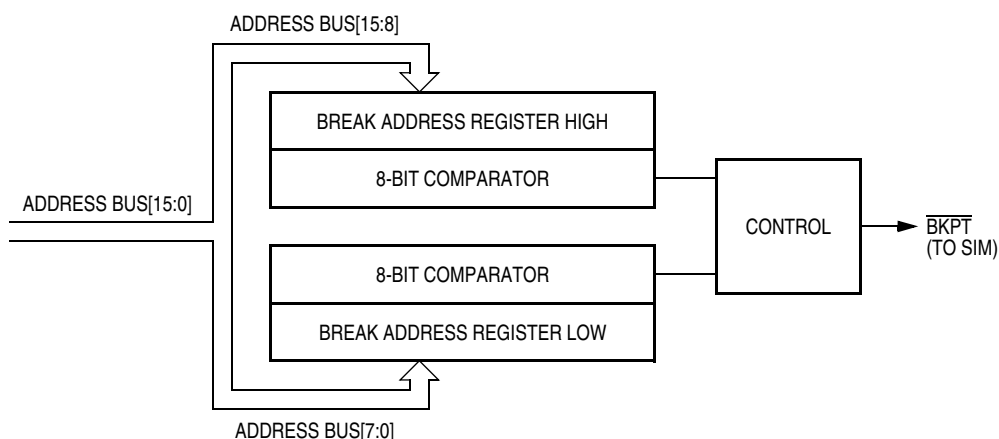 ADDRESS BUS[15:8]
BREAK ADDRESS REGISTER HIGH
8-BIT COMPARATOR
ADDRESS BUS[15:0]
CONTROL
BKPT
(TO SIM)
8-BIT COMPARATOR
BREAK ADDRESS REGISTER LOW
ADDRESS BUS[7:0]